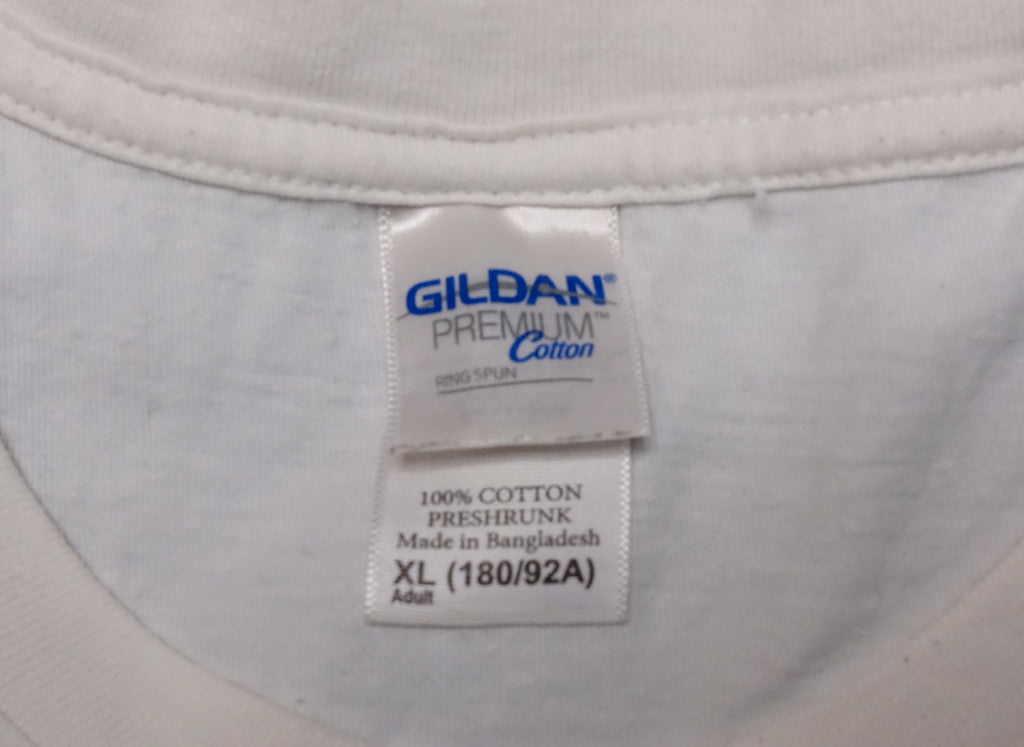 GILDAN®
PREMIUM™
Cotton
RING SPUN
100% COTTON
PRESHRUNK
Made in Bangladesh
XL (180/92A)
Adult